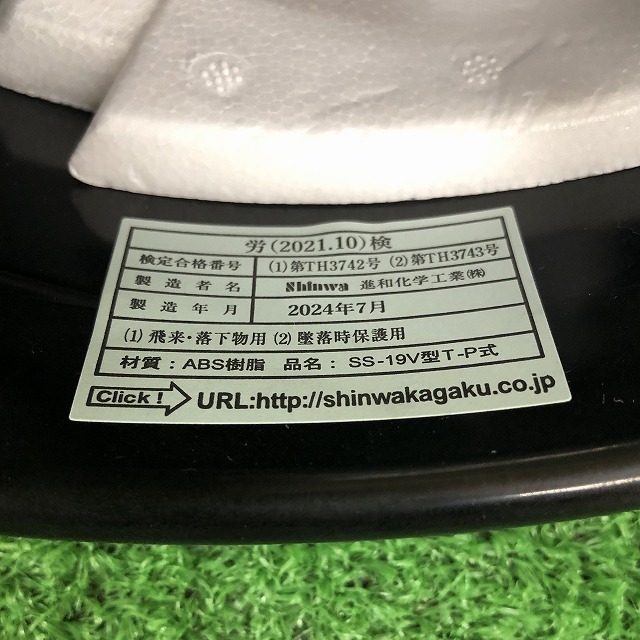 労(2021.10)検
検定合格番号 (1)第TH3742号 (2)第TH3743号
製造者名 Shinwa 進和化学工業㈱
製造年月 2024年7月
(1) 飛来・落下物用 (2) 墜落時保護用
材質：ABS樹脂 品名： SS-19V型T-P式
Click！ URL:http://shinwakagaku.co.jp